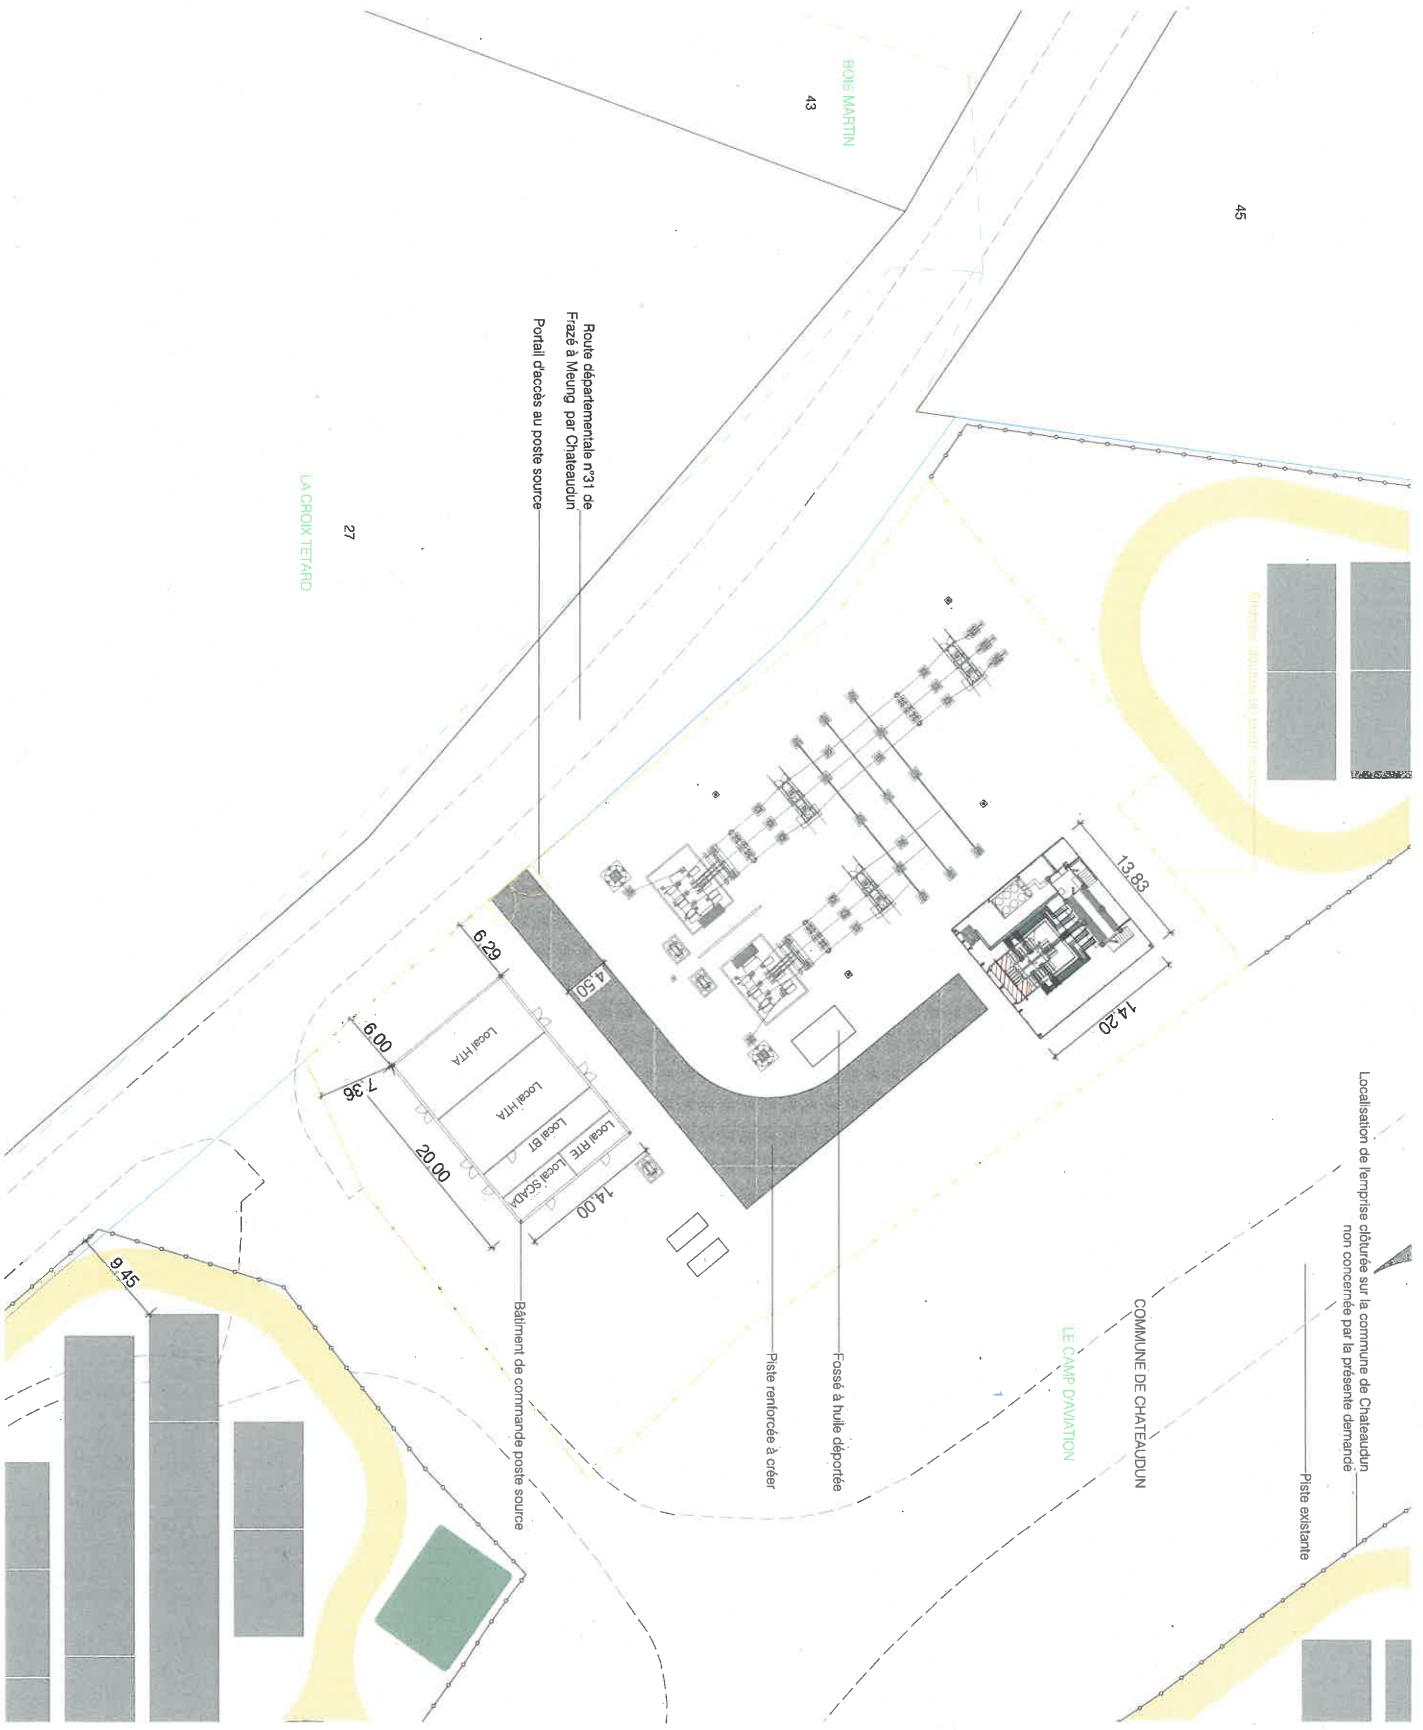 BOIS MARTIN
43
45
Route départementale n°31 de
Frazé à Meung par Chateaudun
Portail d'accès au poste source
27
LA CROIX TETARD
13,83
14,20
6,29
4,50
6,00
7,36
20,00
14,00
Local HTA
Local HTA
Local BT
Local RTE
Local SCADA
9,45
Bâtiment de commande poste source
Piste renforcée à créer
Fossé à huile déportée
1
LE CAMP D'AVIATION
COMMUNE DE CHATEAUDUN
Localisation de l'emprise clôturée sur la commune de Chateaudun
non concernée par la présente demande
Piste existante